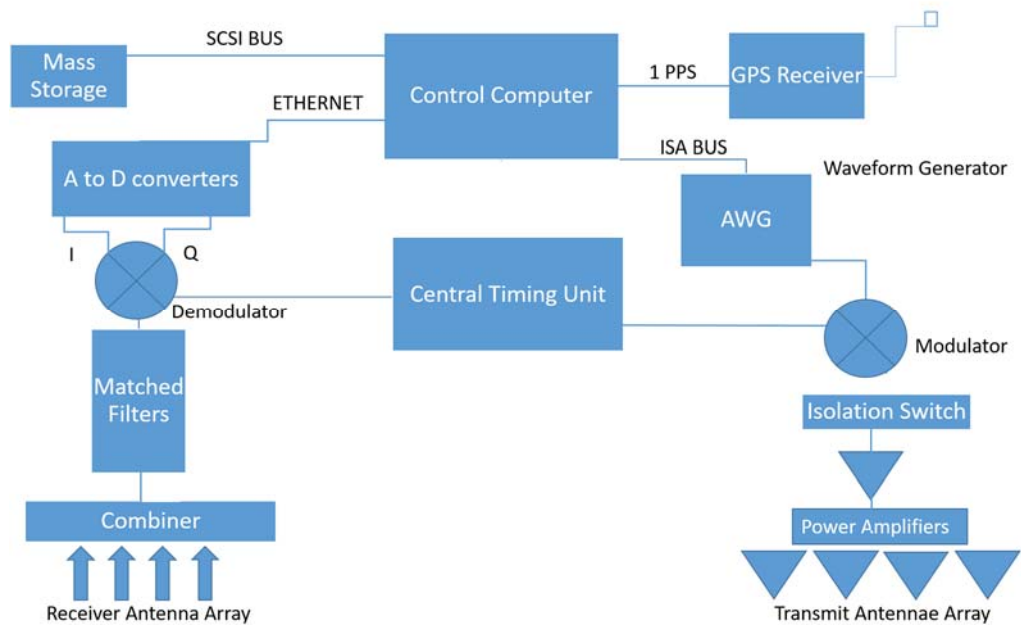 SCSI BUS
Mass
Storage
Control Computer
1 PPS
GPS Receiver
ETHERNET
ISA BUS
A to D converters
Waveform Generator
AWG
I
Q
Central Timing Unit
Demodulator
Modulator
Matched
Filters
Isolation Switch
Combiner
Power Amplifiers
Receiver Antenna Array
Transmit Antennae Array